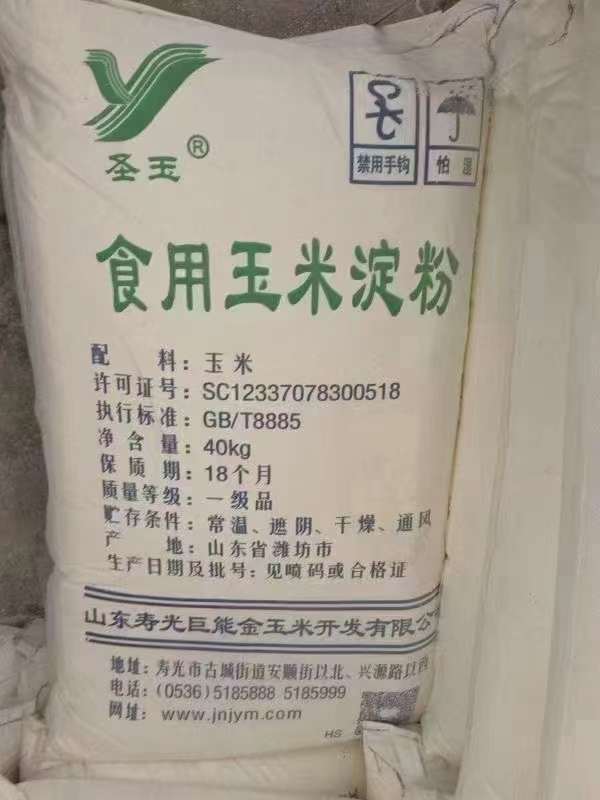 圣玉®
禁用手钩
怕 湿
食用玉米淀粉
配 料：玉米
许可证号：SC12337078300518
执行标准：GB/T8885
净 含 量：40kg
保 质 期：18个月
质量等级：一级品
贮存条件：常温、遮阴、干燥、通风
产 地：山东省潍坊市
生产日期及批号：见喷码或合格证
山东寿光巨能金玉米开发有限公
地址：寿光市古城街道安顺街以北、兴源路以西
电话：(0536) 5185888 5185999
网址：www.jnjym.com
HS